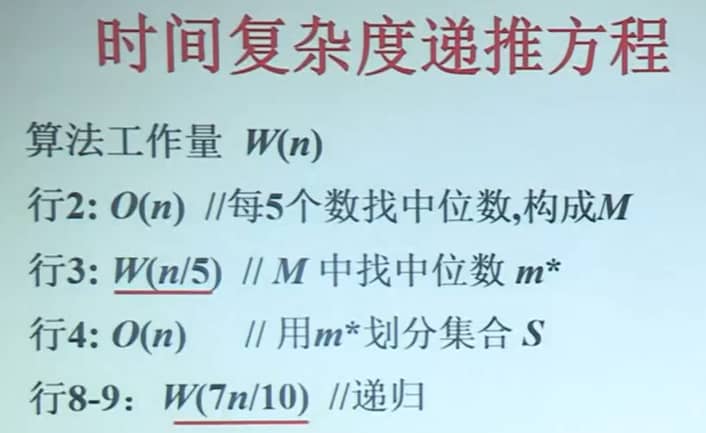 时间复杂度递推方程
算法工作量 W(n)
行2: O(n) //每5个数找中位数,构成M
行3: W(n/5) // M 中找中位数 m*
行4: O(n) // 用m*划分集合 S
行8-9: W(7n/10) //递归